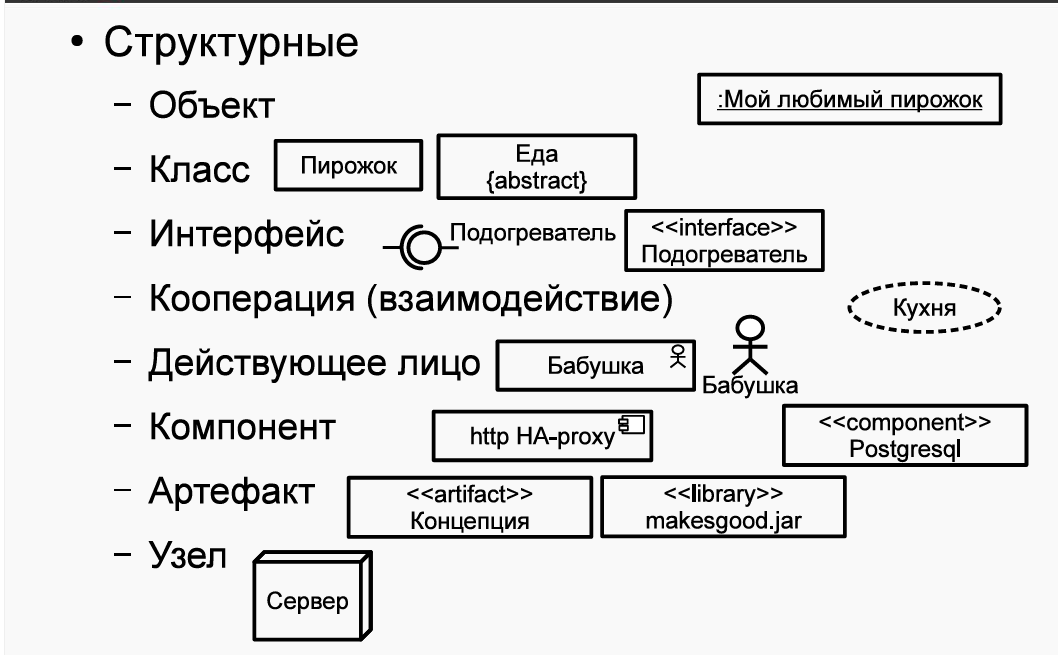 • Структурные
– Объект
:Мой любимый пирожок
– Класс
Пирожок
Еда
{abstract}
– Интерфейс
Подогреватель
<<interface>>
Подогреватель
– Кооперация (взаимодействие)
Кухня
– Действующее лицо
Бабушка
Бабушка
– Компонент
http HA-proxy
<<component>>
Postgresql
– Артефакт
<<artifact>>
Концепция
<<library>>
makesgood.jar
– Узел
Сервер